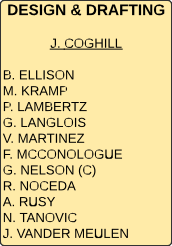 DESIGN & DRAFTING
J. COGHILL
B. ELLISON
M. KRAMP
P. LAMBERTZ
G. LANGLOIS
V. MARTINEZ
F. MCCONOLOGUE
G. NELSON (C)
R. NOCEDA
A. RUSY
N. TANOVIC
J. VANDER MEULEN